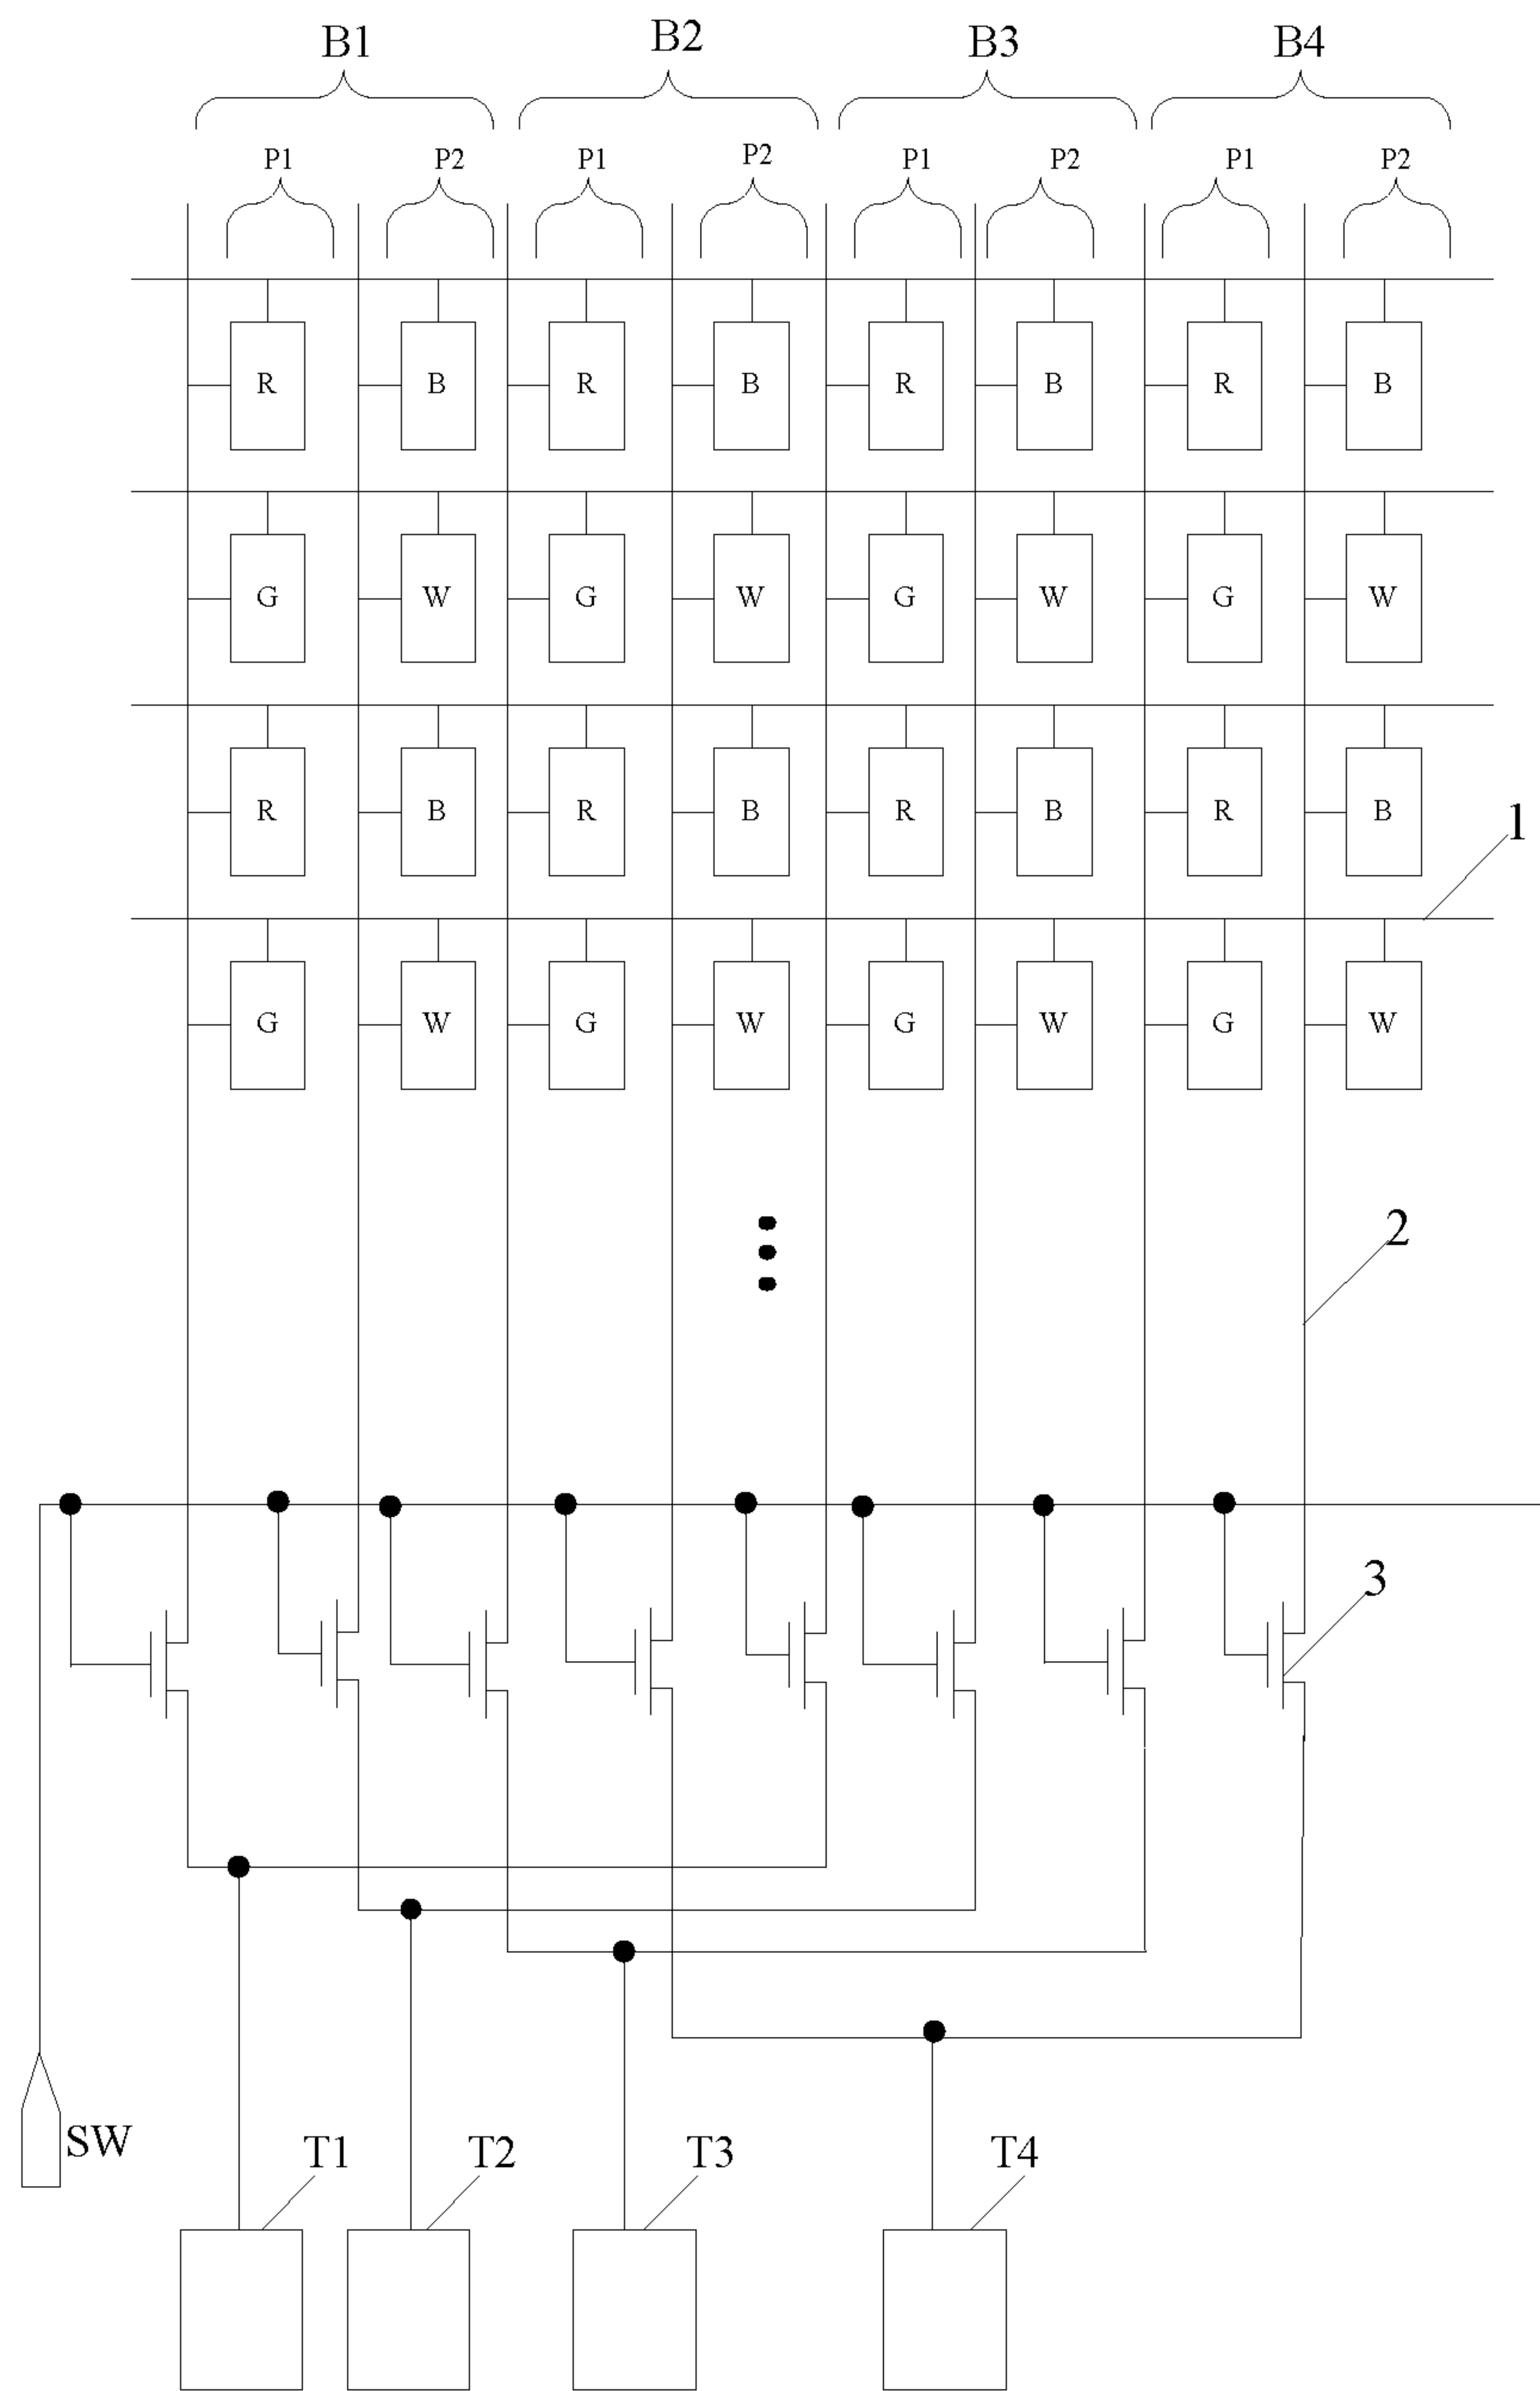 B1 B2 B3 B4
P1 P2 P1 P2 P1 P2 P1 P2
R B R B R B R B
G W G W G W G W
R B R B R B R B
1
G W G W G W G W
2
3
SW
T1 T2 T3 T4